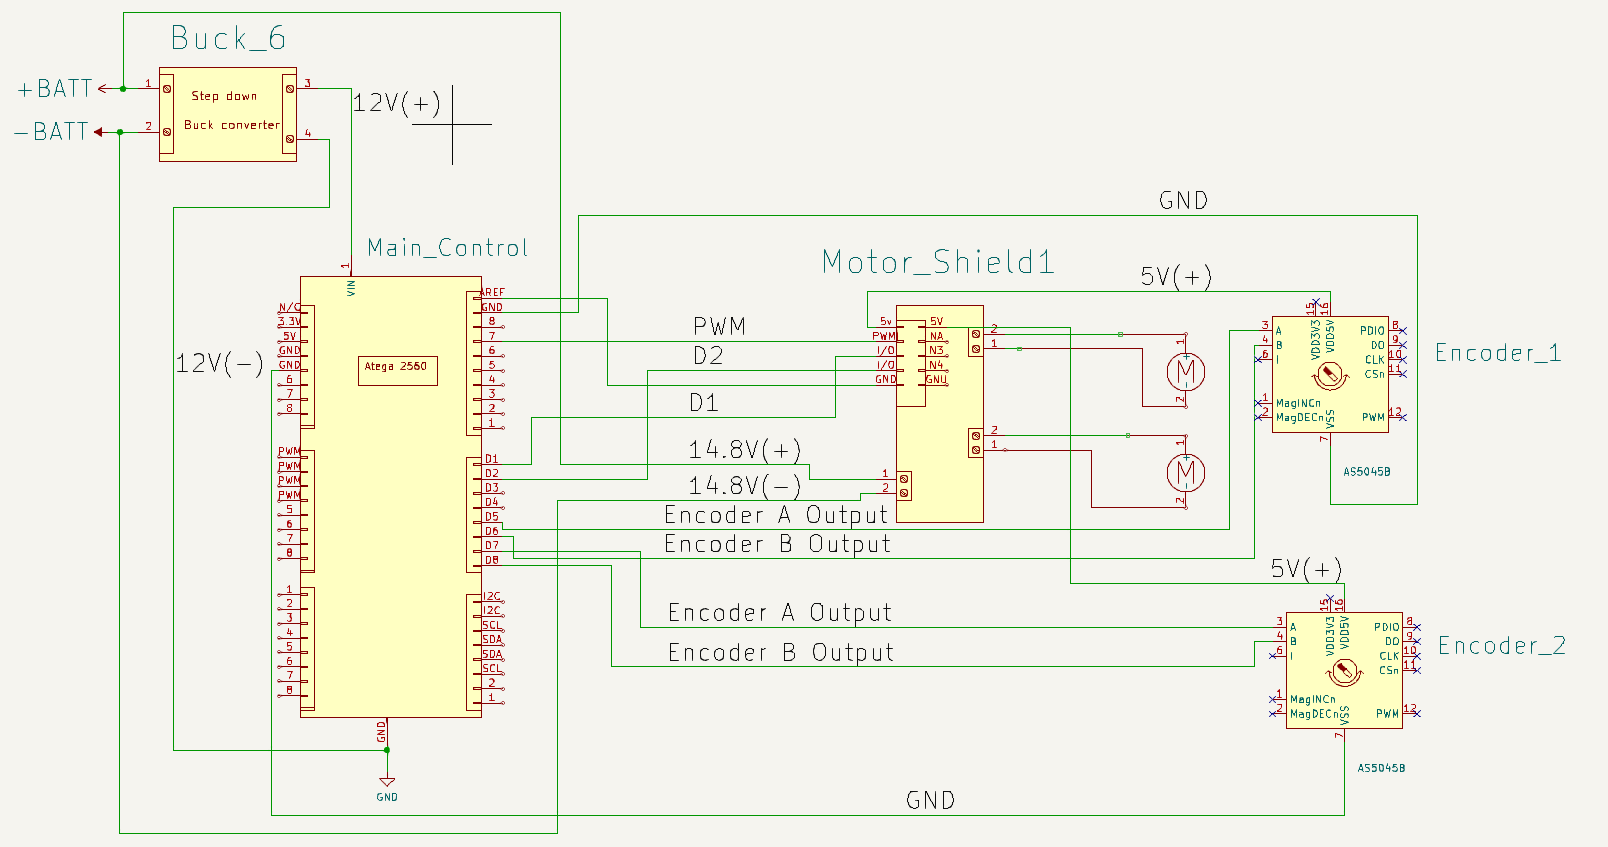 Buck_6
+BATT
-BATT
1
2
3
4
Step down
Buck converter
12V(+)
12V(-)
Main_Control
1
VIN
Atega 2560
N/C
3.3V
5V
GND
GND
6
7
8
PWM
PWM
PWM
PWM
5
6
7
8
1
2
3
4
5
6
7
8
AREF
GND
8
7
6
5
4
3
2
1
D1
D2
D3
D4
D5
D6
D7
D8
I2C
I2C
SCL
SDA
SDA
SCL
2
1
GND
GND
PWM
D2
D1
14.8V(+)
14.8V(-)
Encoder A Output
Encoder B Output
Encoder A Output
Encoder B Output
GND
GND
Motor_Shield1
5v
PWM
I/O
I/O
GND
5V
NA
N3
N4
GNU
2
1
2
1
1
2
M
+
-
1
2
M
+
-
1
2
5V(+)
15
16
VDD3V3
VDD5V
3
4
6
1
2
A
B
I
MagINCn
MagDECn
VSS
7
PDIO
DO
CLK
CSn
PWM
8
9
10
11
12
Encoder_1
AS5045B
5V(+)
15
16
VDD3V3
VDD5V
3
4
6
1
2
A
B
I
MagINCn
MagDECn
VSS
7
PDIO
DO
CLK
CSn
PWM
8
9
10
11
12
Encoder_2
AS5045B